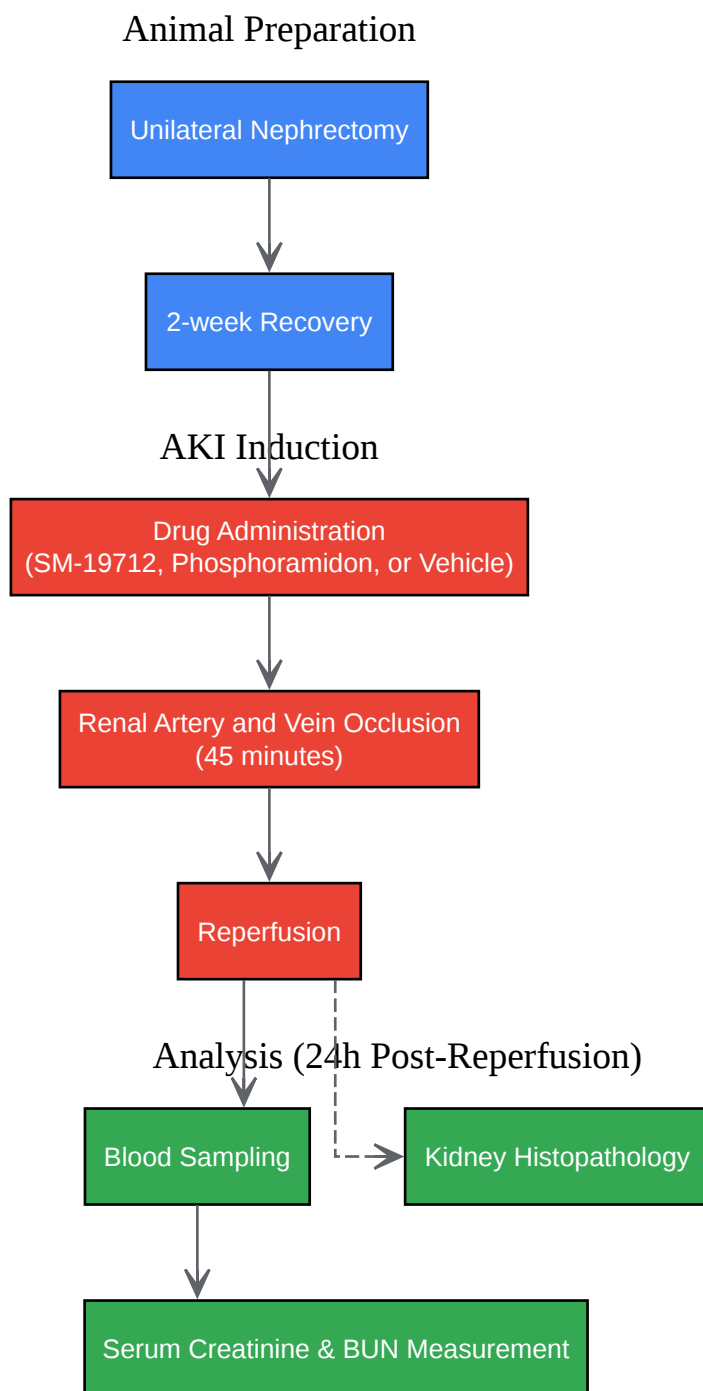 Animal Preparation
Unilateral Nephrectomy
2-week Recovery
AKI Induction
Drug Administration
(SM-19712, Phosphoramidon, or Vehicle)
Renal Artery and Vein Occlusion
(45 minutes)
Reperfusion
Analysis (24h Post-Reperfusion)
Blood Sampling
Kidney Histopathology
Serum Creatinine & BUN Measurement